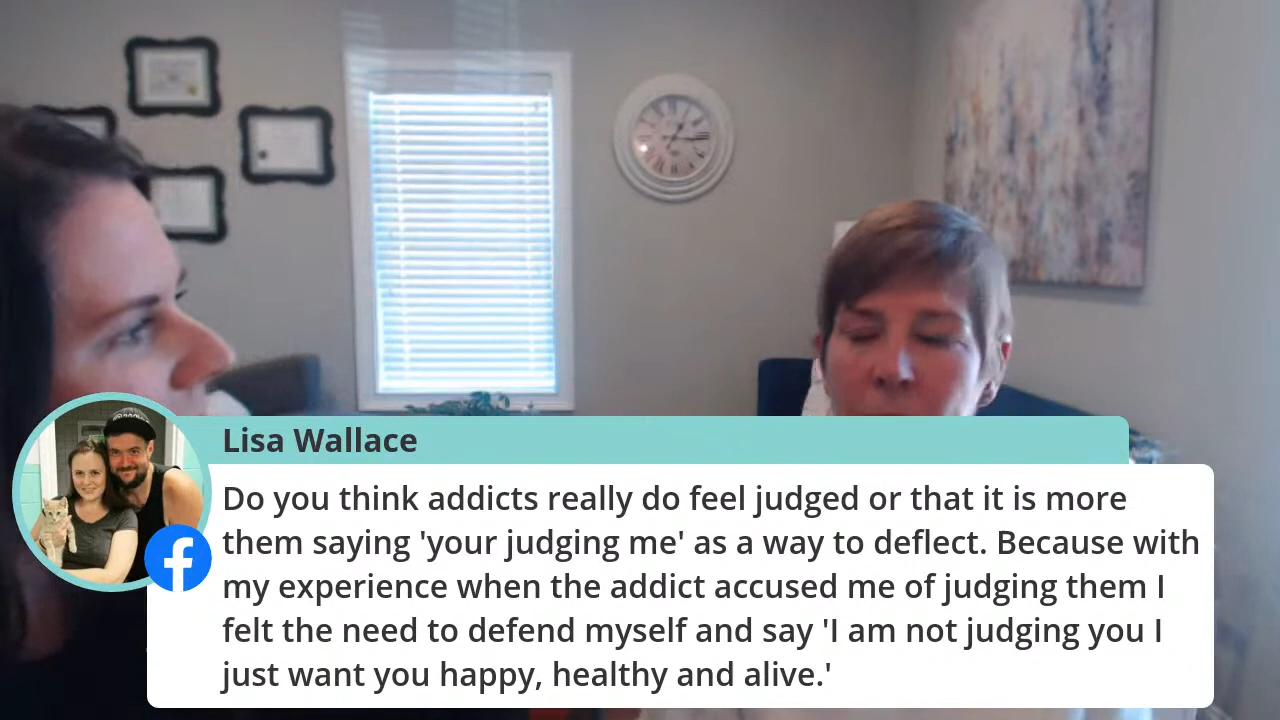 Lisa Wallace
Do you think addicts really do feel judged or that it is more
them saying 'your judging me' as a way to deflect. Because with
my experience when the addict accused me of judging them I
felt the need to defend myself and say 'I am not judging you I
just want you happy, healthy and alive.'